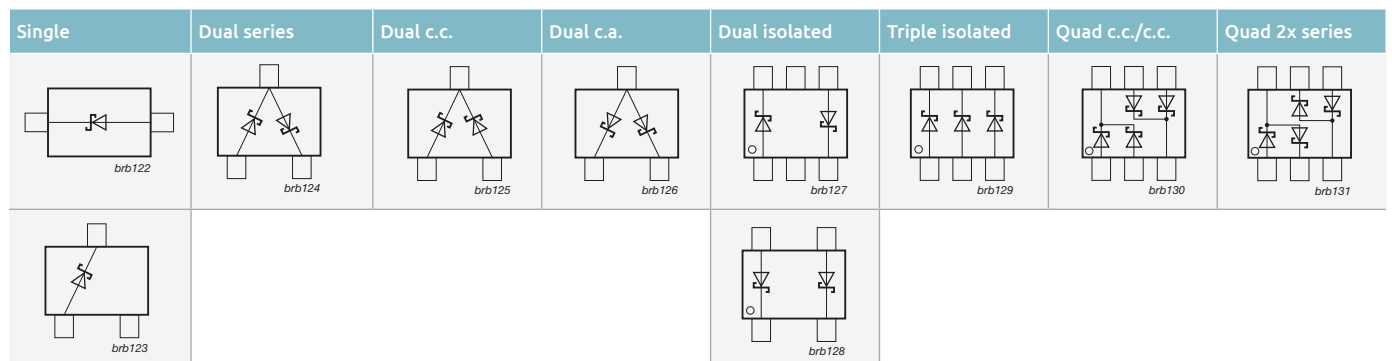 Single
Dual series
Dual c.c.
Dual c.a.
Dual isolated
Triple isolated
Quad c.c./c.c.
Quad 2x series
brb122
brb124
brb125
brb126
brb127
brb129
brb130
brb131
brb123
brb128